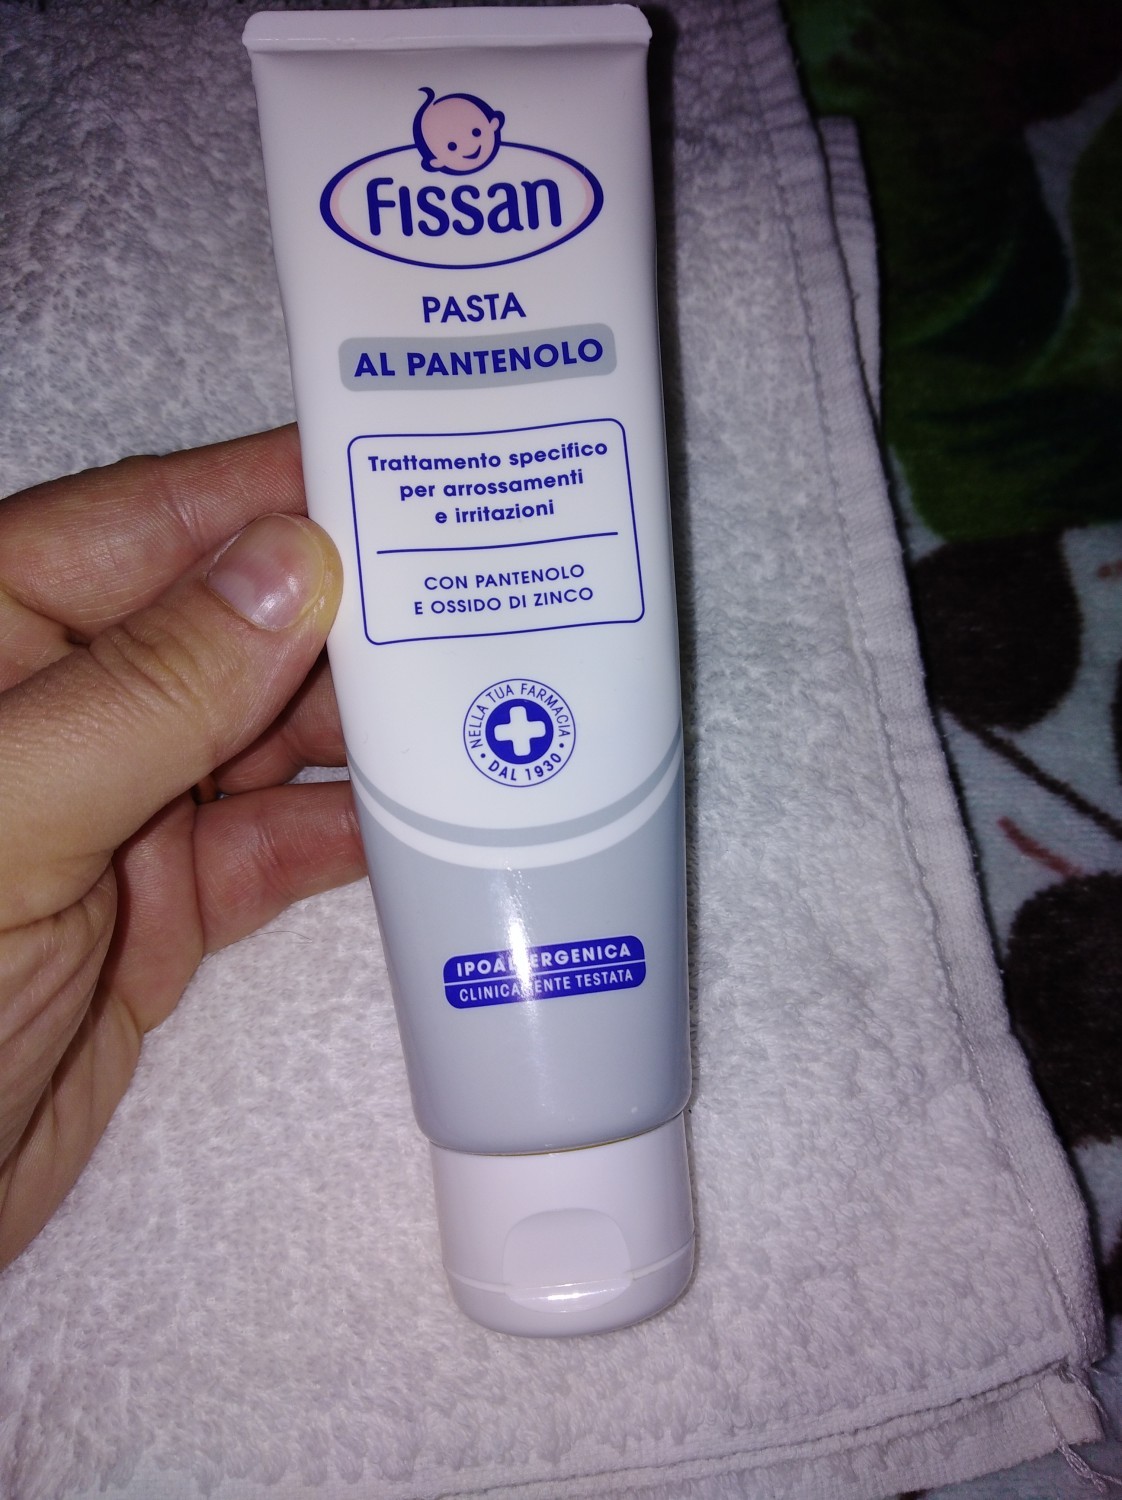 Fissan
PASTA
AL PANTENOLO
Trattamento specifico
per arrossamenti
e irritazioni
CON PANTENOLO
E OSSIDO DI ZINCO
NELLA TUA FARMACIA
• DAL 1930 •
IPOALLERGENICA
CLINICAMENTE TESTATA